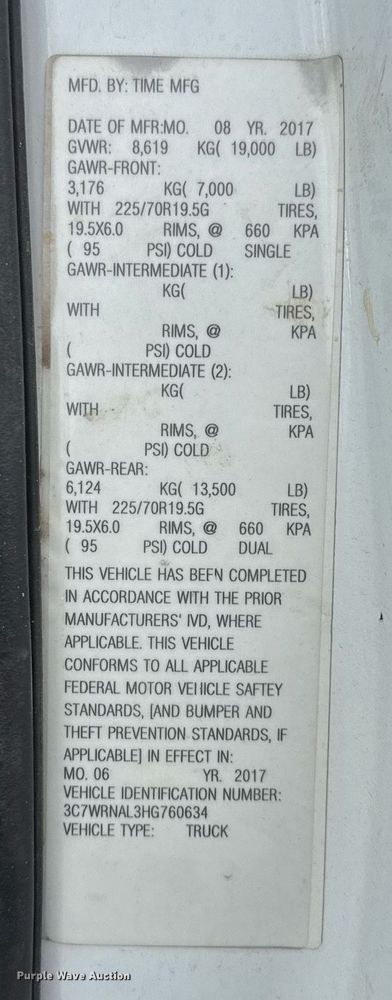 MFD. BY: TIME MFG
DATE OF MFR:MO. 08 YR. 2017
GVWR: 8,619 KG( 19,000 LB)
GAWR-FRONT:
3,176 KG( 7,000 LB)
WITH 225/70R19.5G TIRES,
19.5X6.0 RIMS, @ 660 KPA
( 95 PSI) COLD SINGLE
GAWR-INTERMEDIATE (1):
KG( LB)
WITH TIRES,
RIMS, @ KPA
( PSI) COLD
GAWR-INTERMEDIATE (2):
KG( LB)
WITH TIRES,
RIMS, @ KPA
( PSI) COLD
GAWR-REAR:
6,124 KG( 13,500 LB)
WITH 225/70R19.5G TIRES,
19.5X6.0 RIMS, @ 660 KPA
( 95 PSI) COLD DUAL
THIS VEHICLE HAS BEEN COMPLETED
IN ACCORDANCE WITH THE PRIOR
MANUFACTURERS' IVD, WHERE
APPLICABLE. THIS VEHICLE
CONFORMS TO ALL APPLICABLE
FEDERAL MOTOR VEHICLE SAFTEY
STANDARDS, [AND BUMPER AND
THEFT PREVENTION STANDARDS, IF
APPLICABLE] IN EFFECT IN:
MO. 06 YR. 2017
VEHICLE IDENTIFICATION NUMBER:
3C7WRNAL3HG760634
VEHICLE TYPE: TRUCK
Purple Wave Auction